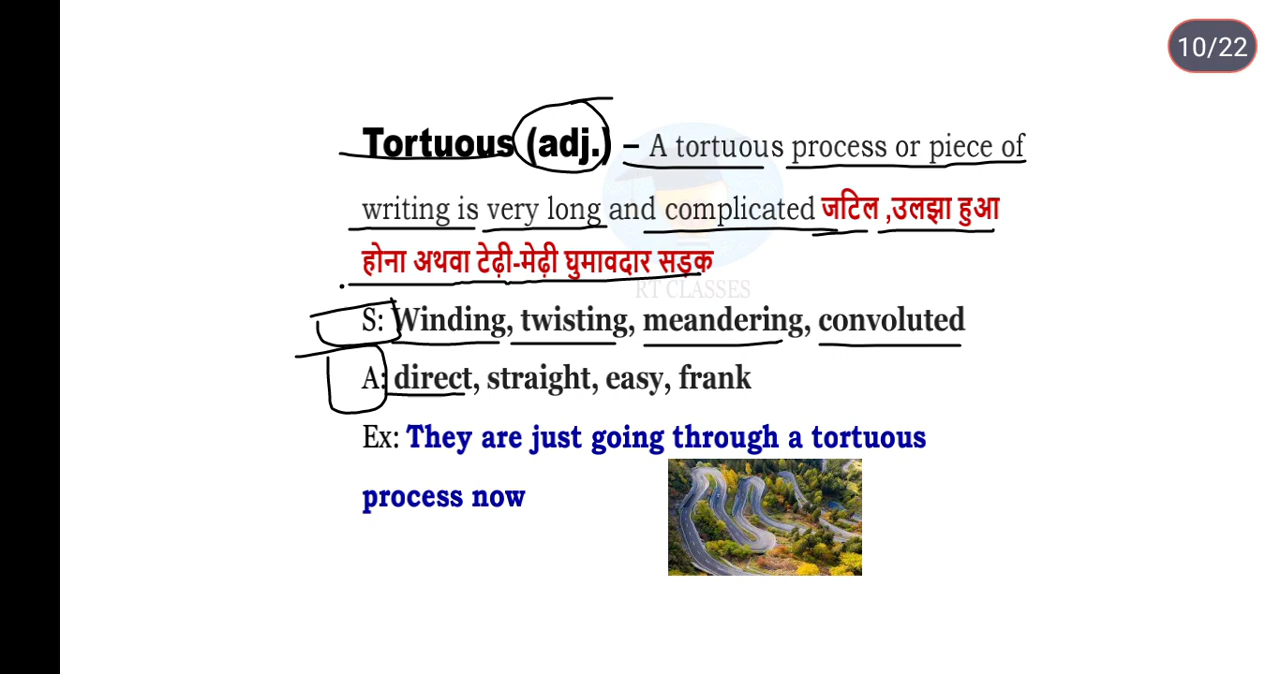 10/22
Tortuous (adj.) – A tortuous process or piece of
writing is very long and complicated जटिल ,उलझा हुआ
होना अथवा टेढ़ी-मेढ़ी घुमावदार सड़क
RT CLASSES
S: Winding, twisting, meandering, convoluted
A: direct, straight, easy, frank
Ex: They are just going through a tortuous
process now